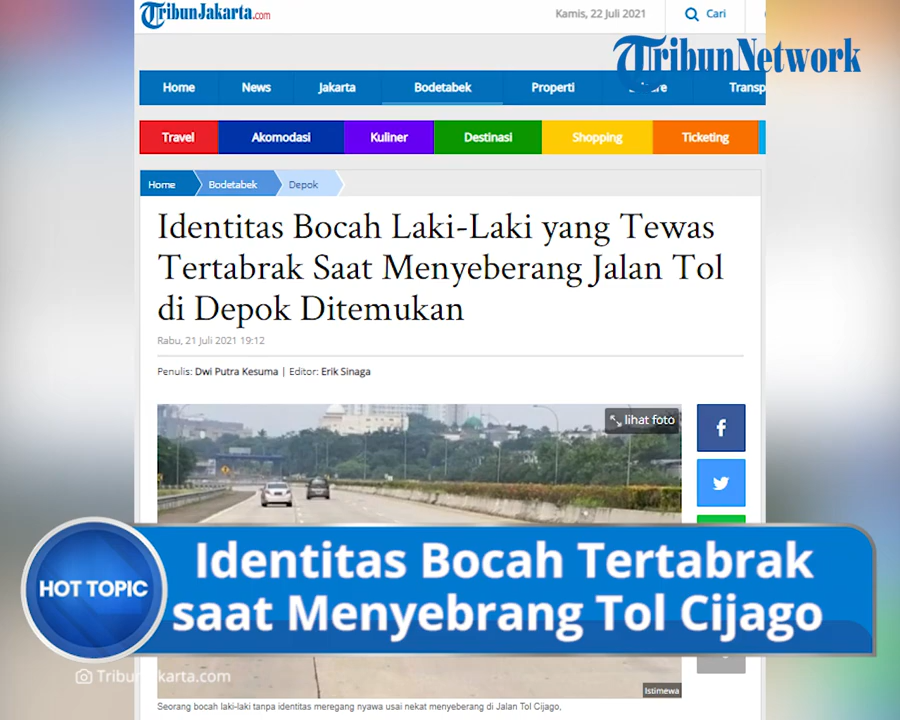 TribunJakarta.com
Kamis, 22 Juli 2021
Cari
TribunNetwork
Home News Jakarta Bodetabek Properti
Travel Akomodasi Kuliner Destinasi Shopping Ticketing
Home Bodetabek Depok
Identitas Bocah Laki-Laki yang Tewas
Tertabrak Saat Menyeberang Jalan Tol
di Depok Ditemukan
Rabu, 21 Juli 2021 19:12
Penulis: Dwi Putra Kesuma | Editor: Erik Sinaga
lihat foto
HOT TOPIC
Identitas Bocah Tertabrak
saat Menyebrang Tol Cijago
TribunJakarta.com
Istimewa
Seorang bocah laki-laki tanpa identitas meregang nyawa usai nekat menyeberang di Jalan Tol Cijago,